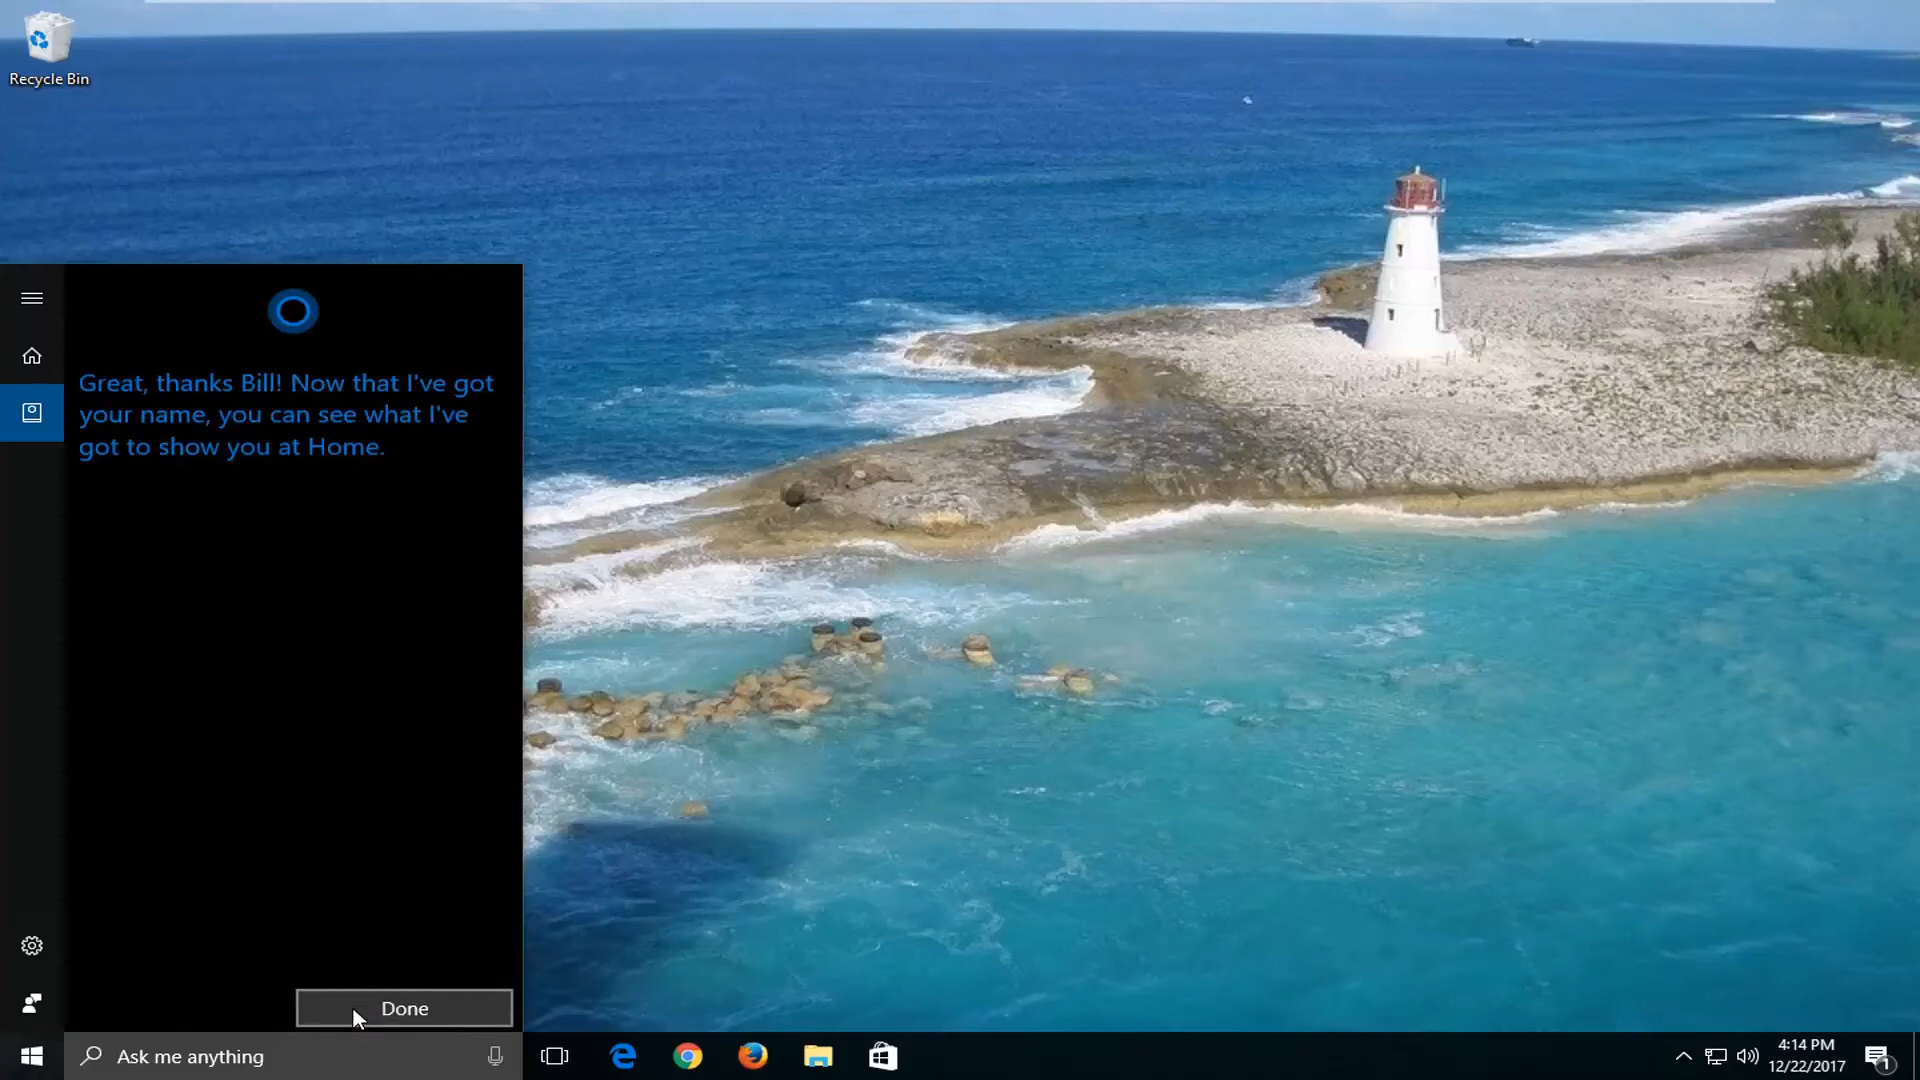 Recycle Bin
Great, thanks Bill! Now that I've got
your name, you can see what I've
got to show you at Home.
Done
Ask me anything
4:14 PM
12/22/2017
1